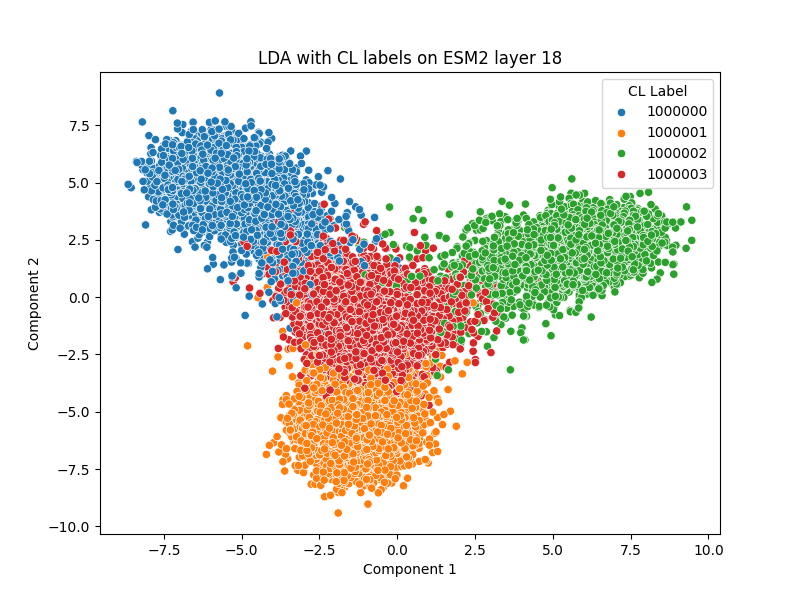 LDA with CL labels on ESM2 layer 18
CL Label
1000000
1000001
1000002
1000003
7.5
5.0
2.5
0.0
−2.5
−5.0
−7.5
−10.0
Component 2
−7.5 −5.0 −2.5 0.0 2.5 5.0 7.5 10.0
Component 1